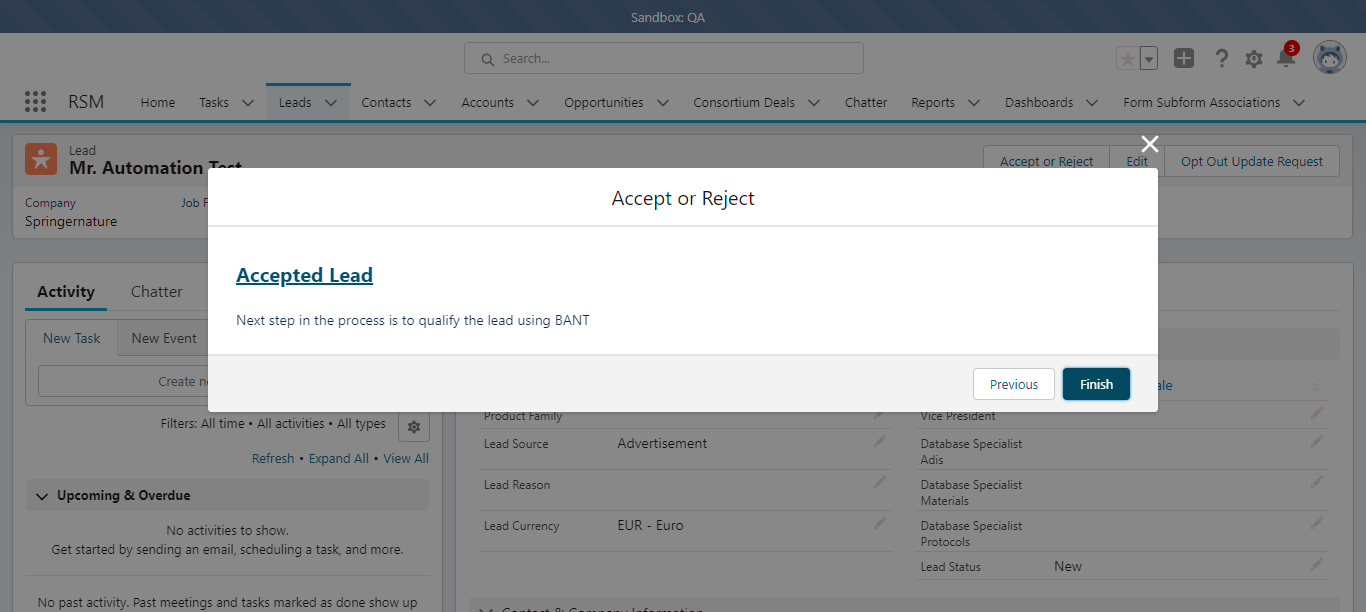 Sandbox: QA
Search...
3
RSM
Home
Tasks
Leads
Contacts
Accounts
Opportunities
Consortium Deals
Chatter
Reports
Dashboards
Form Subform Associations
Lead
Mr. Automation Test
Accept or Reject
Edit
Opt Out Update Request
Company
Job
Springernature
Accept or Reject
Accepted Lead
Next step in the process is to qualify the lead using BANT
Previous
Finish
Activity
Chatter
New Task
New Event
Create
Filters: All time • All activities • All types
Refresh • Expand All • View All
Upcoming & Overdue
No activities to show.
Get started by sending an email, scheduling a task, and more.
No past activity. Past meetings and tasks marked as done show up
Product Family
Lead Source
Advertisement
Lead Reason
Lead Currency
EUR - Euro
Vice President
Database Specialist
Adis
Database Specialist
Materials
Database Specialist
Protocols
Lead Status
New
Contact & Company Information